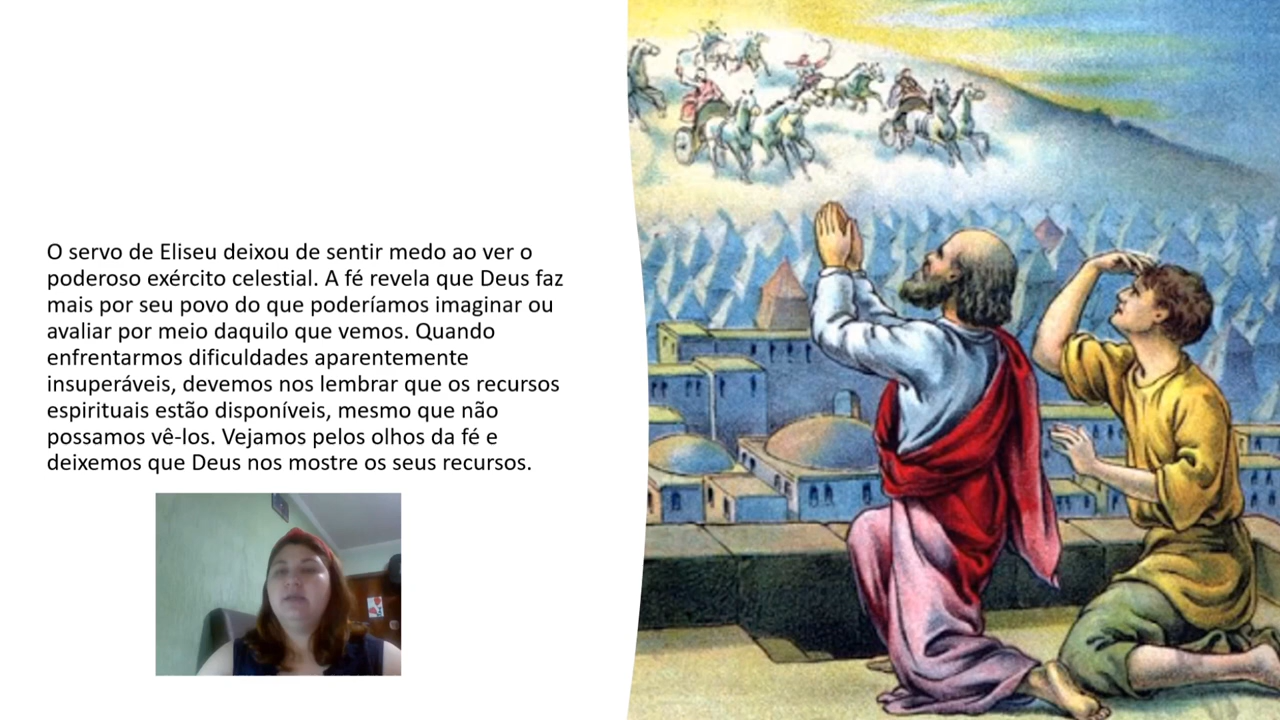 O servo de Eliseu deixou de sentir medo ao ver o
poderoso exército celestial. A fé revela que Deus faz
mais por seu povo do que poderíamos imaginar ou
avaliar por meio daquilo que vemos. Quando
enfrentarmos dificuldades aparentemente
insuperáveis, devemos nos lembrar que os recursos
espirituais estão disponíveis, mesmo que não
possamos vê-los. Vejamos pelos olhos da fé e
deixemos que Deus nos mostre os seus recursos.